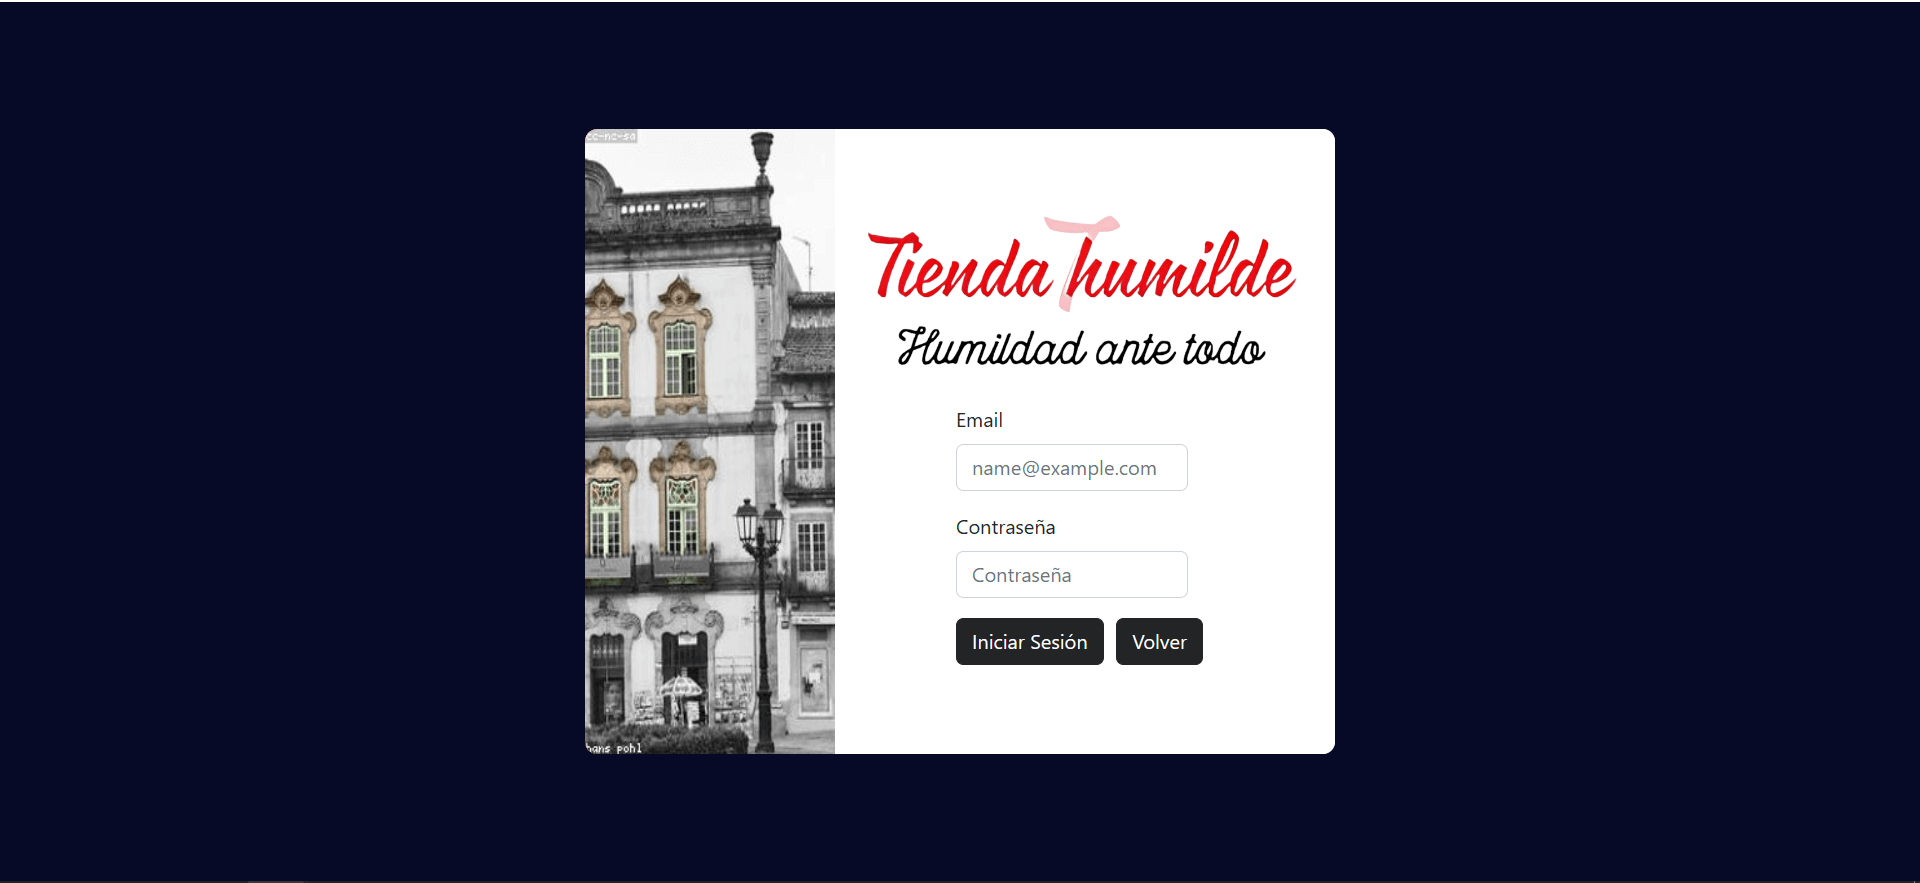 cc-nc-sa
Tienda humilde
Humildad ante todo
Email
name@example.com
Contraseña
Contraseña
Iniciar Sesión
Volver
hans pohl